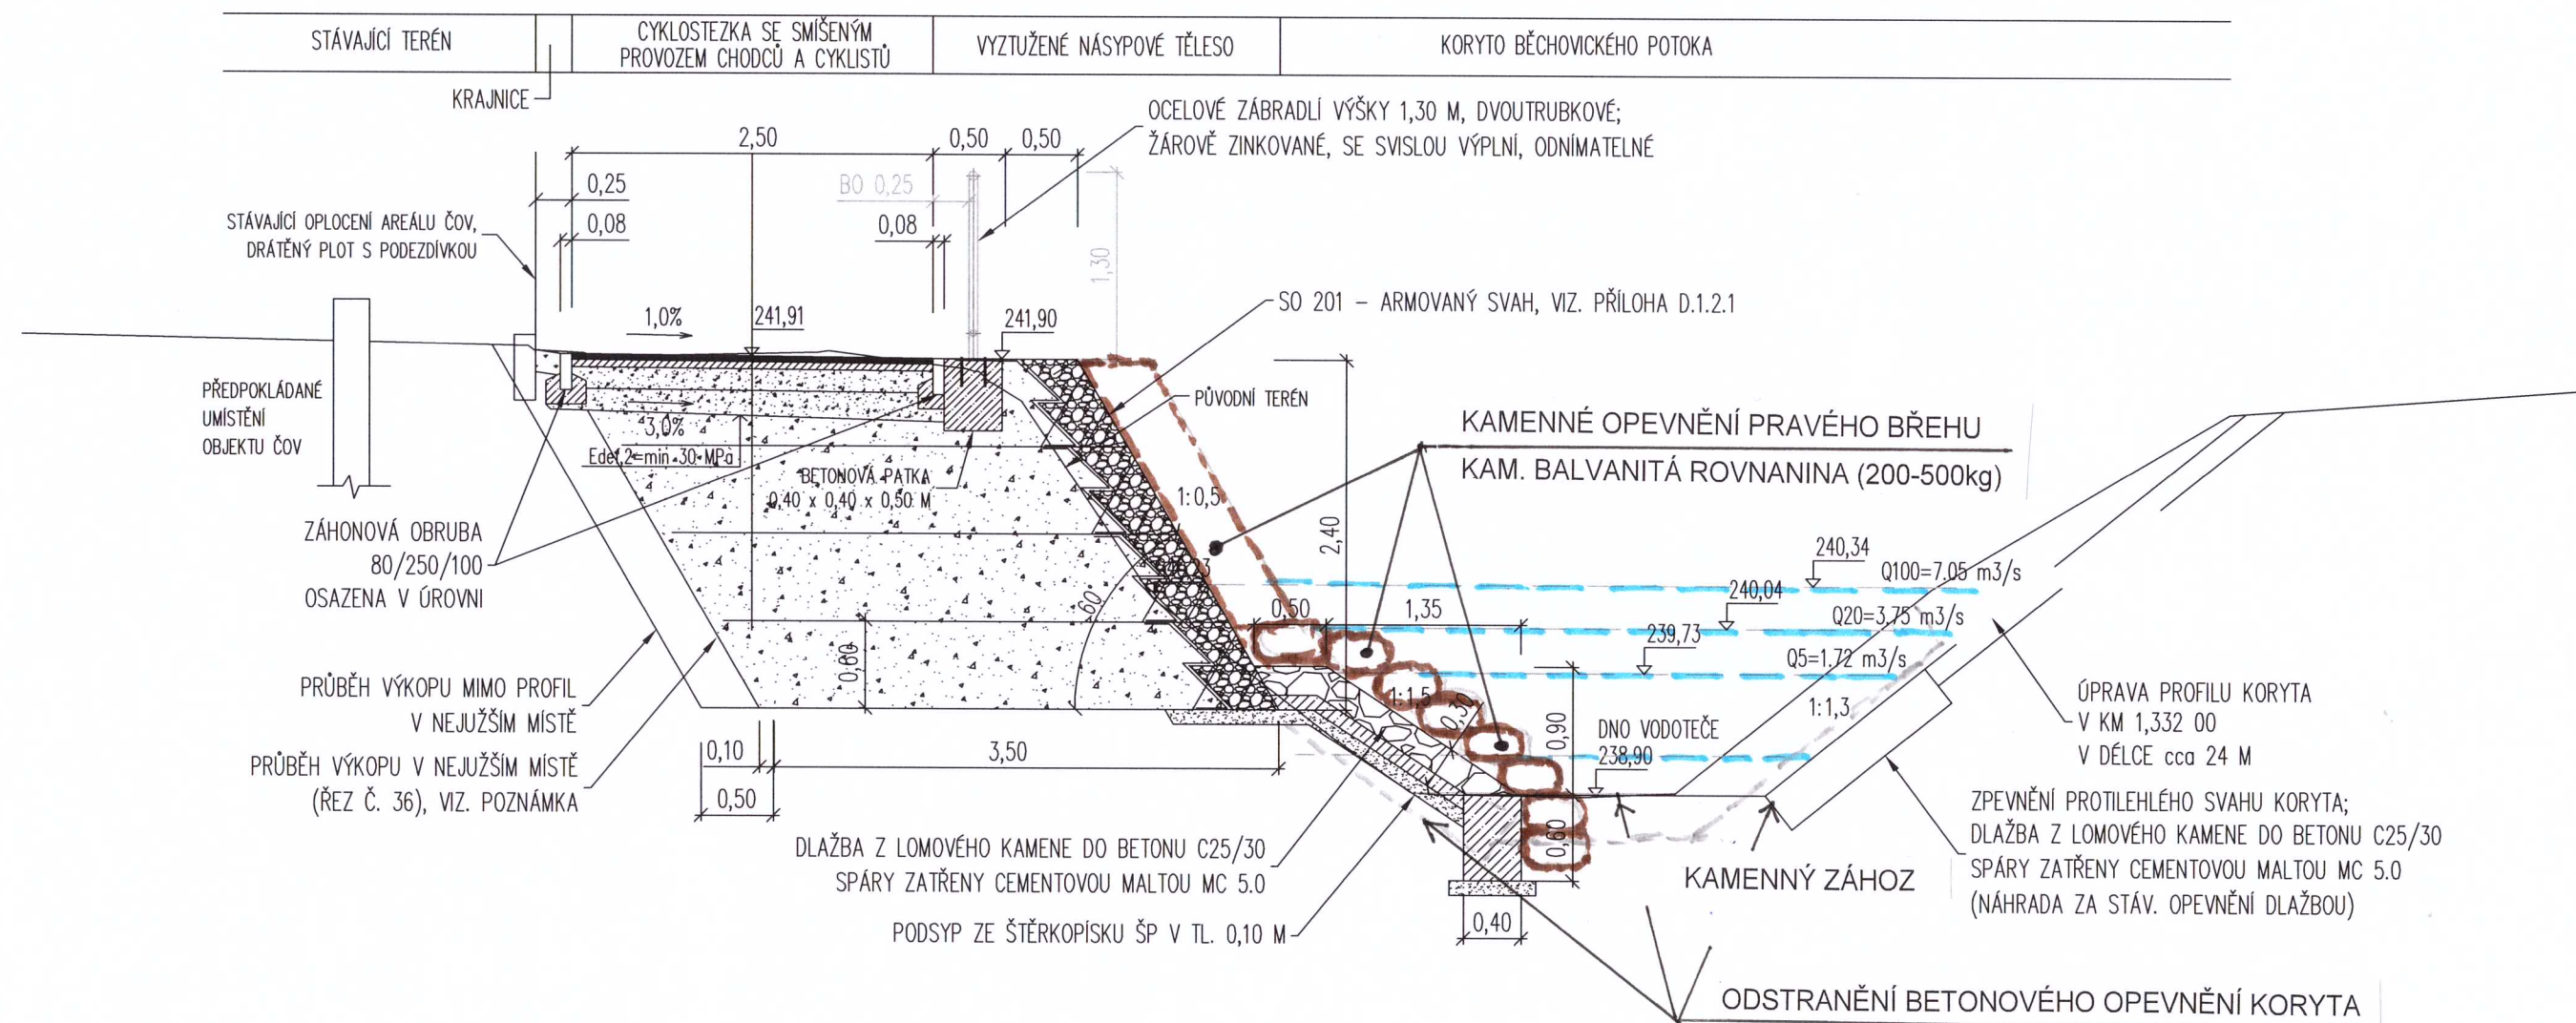 STÁVAJÍCÍ TERÉN
CYKLOSTEZKA SE SMÍŠENÝM
PROVOZEM CHODCŮ A CYKLISTŮ
VYZTUŽENÉ NÁSYPOVÉ TĚLESO
KORYTO BĚCHOVICKÉHO POTOKA
KRAJNICE
OCELOVÉ ZÁBRADLÍ VÝŠKY 1,30 M, DVOUTRUBKOVÉ;
ŽÁROVĚ ZINKOVANÉ, SE SVISLOU VÝPLNÍ, ODNÍMATELNÉ
2,50
0,50
0,50
0,25
BO 0,25
0,08
0,08
1,30
STÁVAJÍCÍ OPLOCENÍ AREÁLU ČOV,
DRÁTĚNÝ PLOT S PODEZDÍVKOU
SO 201 – ARMOVANÝ SVAH, VIZ. PŘÍLOHA D.1.2.1
1,0%
241,91
241,90
PŘEDPOKLÁDANÉ
UMÍSTĚNÍ
OBJEKTU ČOV
PŮVODNÍ TERÉN
3,0%
Edef,2=min.30.MPa
BETONOVÁ PATKA
0,40 x 0,40 x 0,50 M
1:0,5
2,40
KAMENNÉ OPEVNĚNÍ PRAVÉHO BŘEHU
KAM. BALVANITÁ ROVNANINA (200-500kg)
ZÁHONOVÁ OBRUBA
80/250/100
OSAZENA V ÚROVNI
60°
240,34
Q100=7.05 m3/s
0,50
1,35
240,04
Q20=3,75 m3/s
239,73
Q5=1.72 m3/s
0,60
PRŮBĚH VÝKOPU MIMO PROFIL
V NEJUŽŠÍM MÍSTĚ
1:1,5
0,30
0,90
DNO VODOTEČE
238,90
1:1,3
ÚPRAVA PROFILU KORYTA
V KM 1,332 00
V DÉLCE cca 24 M
PRŮBĚH VÝKOPU V NEJUŽŠÍM MÍSTĚ
(ŘEZ Č. 36), VIZ. POZNÁMKA
0,10
3,50
0,50
0,60
ZPEVNĚNÍ PROTILEHLÉHO SVAHU KORYTA;
DLAŽBA Z LOMOVÉHO KAMENE DO BETONU C25/30
SPÁRY ZATŘENY CEMENTOVOU MALTOU MC 5.0
(NÁHRADA ZA STÁV. OPEVNĚNÍ DLAŽBOU)
DLAŽBA Z LOMOVÉHO KAMENE DO BETONU C25/30
SPÁRY ZATŘENY CEMENTOVOU MALTOU MC 5.0
KAMENNÝ ZÁHOZ
PODSYP ZE ŠTĚRKOPÍSKU ŠP V TL. 0,10 M
0,40
ODSTRANĚNÍ BETONOVÉHO OPEVNĚNÍ KORYTA